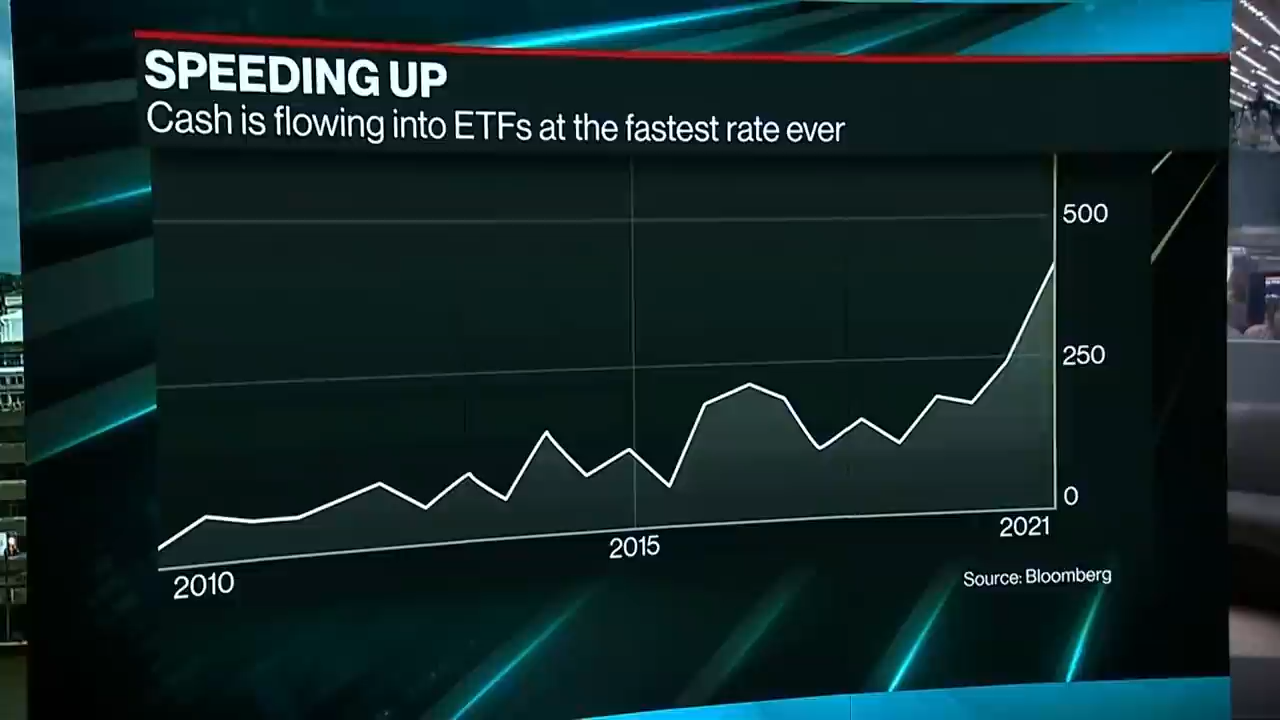 SPEEDING UP
Cash is flowing into ETFs at the fastest rate ever
500
250
0
2010
2015
2021
Source: Bloomberg